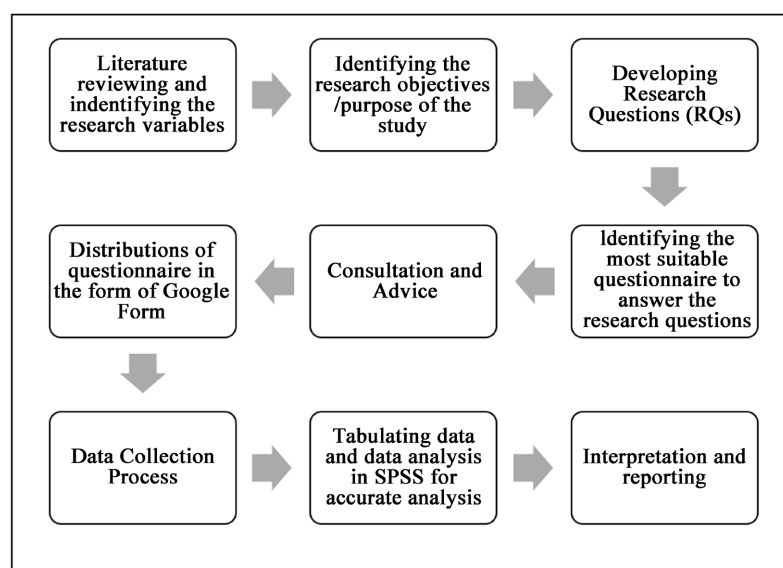 Literature
reviewing and
indentifying the
research variables
Identifying the
research objectives
/purpose of the
study
Developing
Research
Questions (RQs)
Identifying the
most suitable
questionnaire to
answer the
research questions
Consultation and
Advice
Distributions of
questionnaire in
the form of Google
Form
Data Collection
Process
Tabulating data
and data analysis
in SPSS for
accurate analysis
Interpretation and
reporting